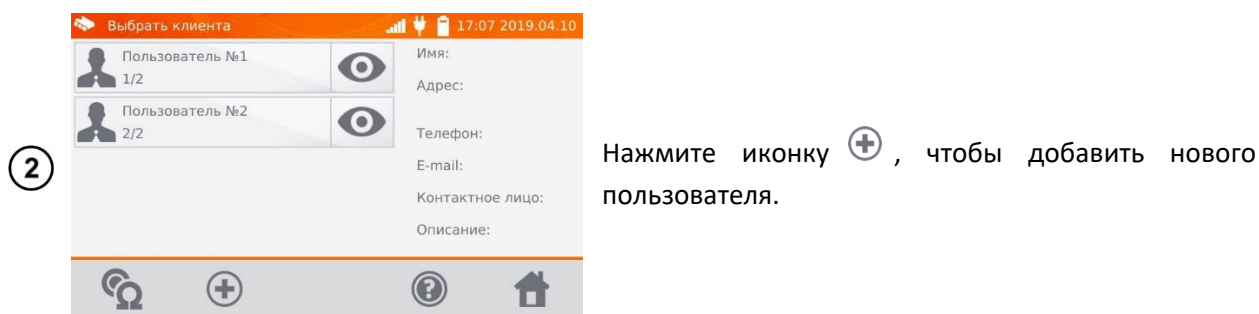 Выбрать клиента 17:07 2019.04.10
Пользователь №1
1/2
Пользователь №2
2/2
Имя:
Адрес:
Телефон:
E-mail:
Контактное лицо:
Описание:
2
Нажмите иконку , чтобы добавить нового
пользователя.